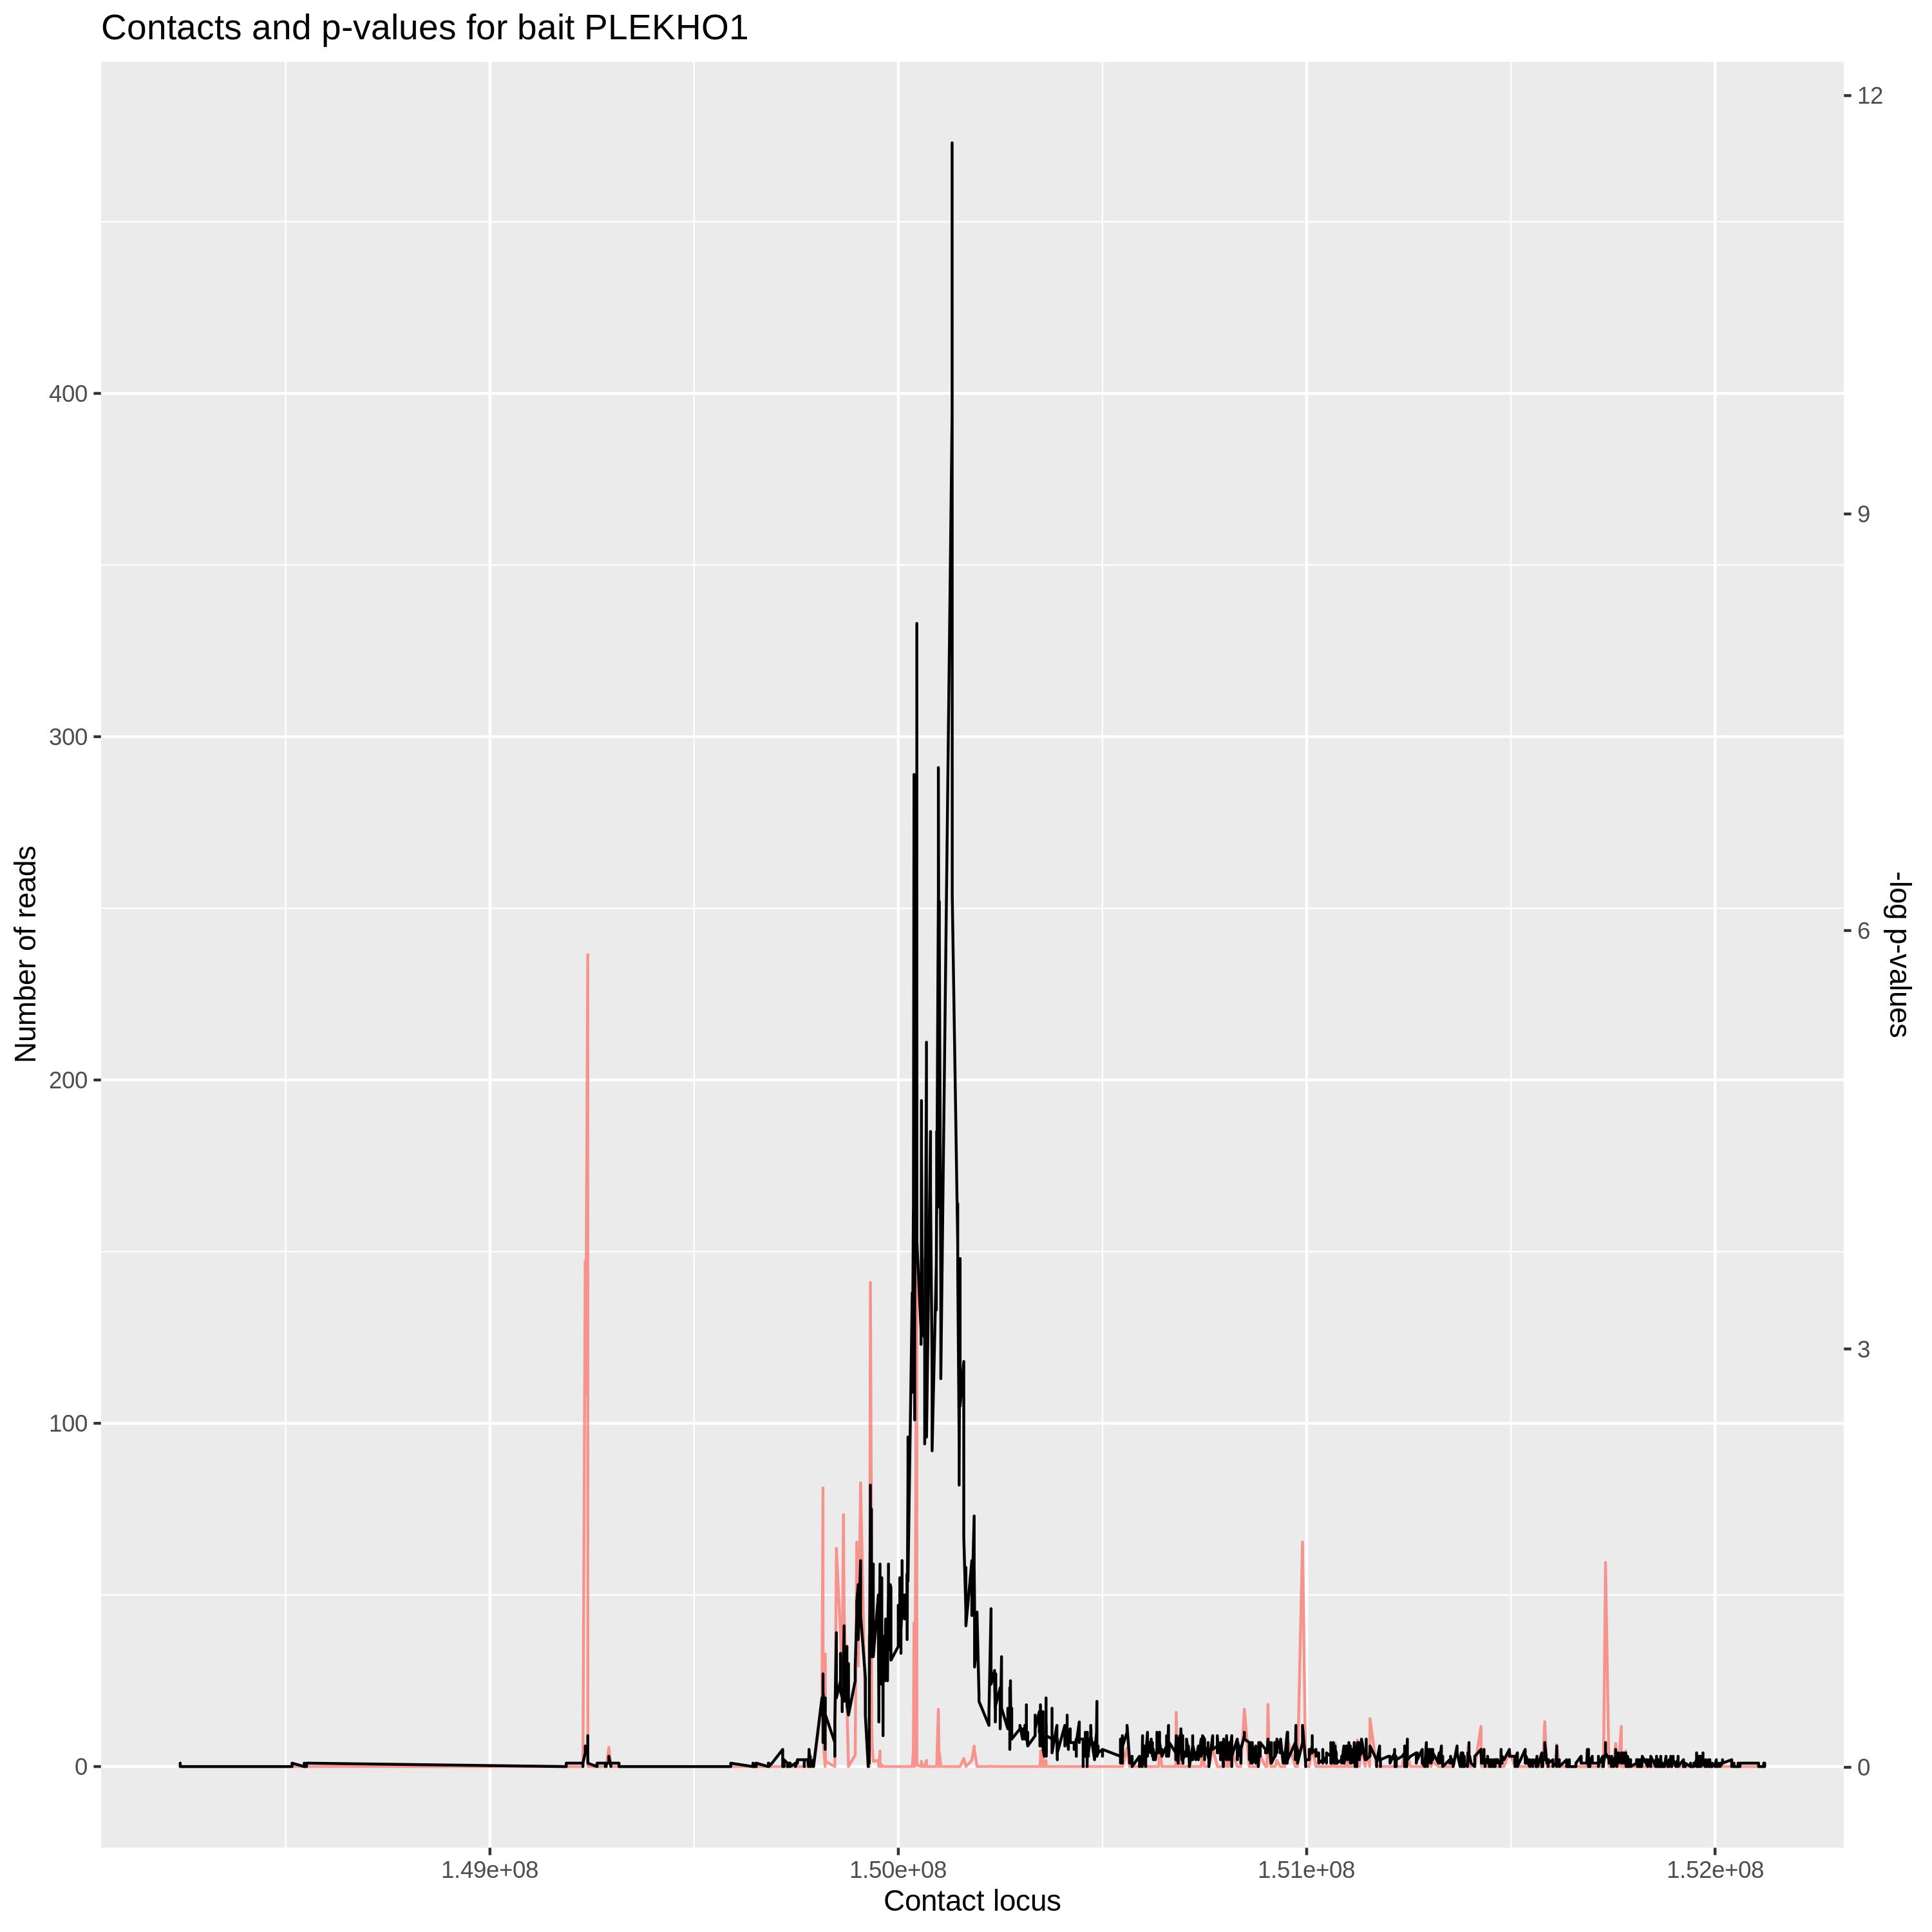 Contacts and p-values for bait PLEKHO1
12
9
6
3
0
400
300
200
100
0
Number of reads
-log p-values
1.49e+08
1.50e+08
1.51e+08
1.52e+08
Contact locus